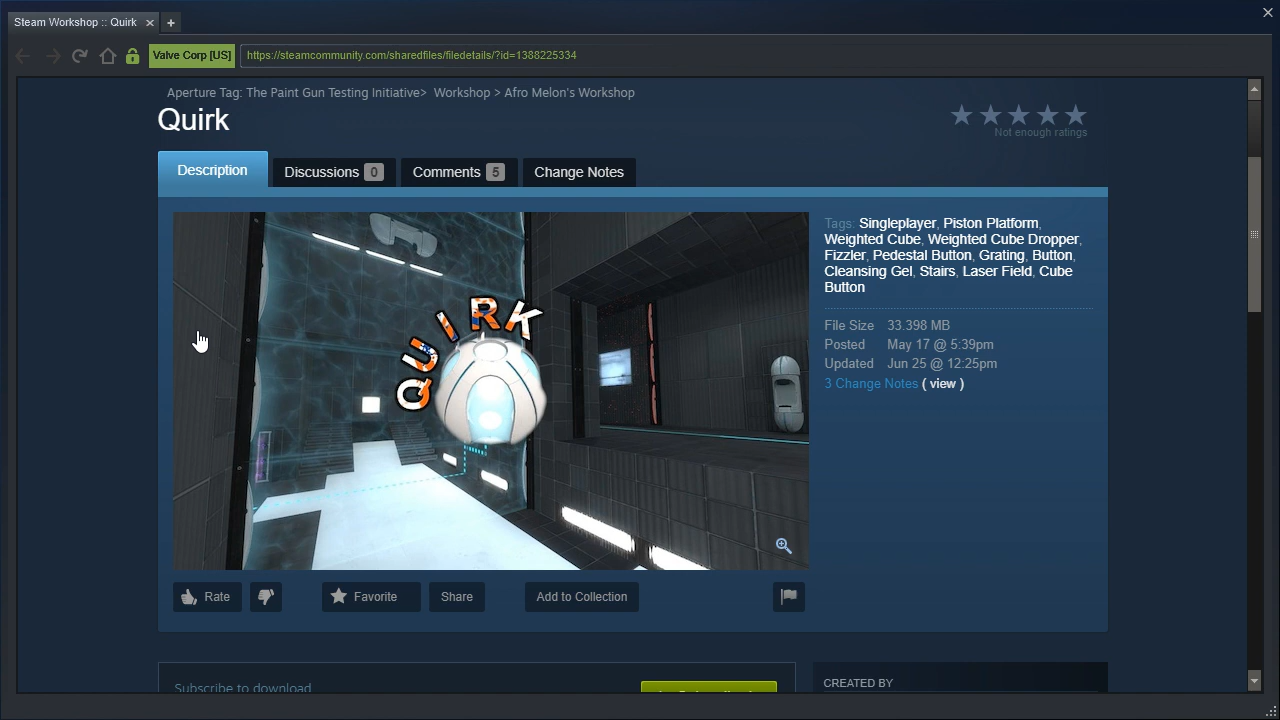 Steam Workshop :: Quirk
Valve Corp [US]
https://steamcommunity.com/sharedfiles/filedetails/?id=1388225334
Aperture Tag: The Paint Gun Testing Initiative> Workshop > Afro Melon's Workshop
Quirk
Not enough ratings
Description
Discussions 0
Comments 5
Change Notes
QUIRK
Tags: Singleplayer, Piston Platform,
Weighted Cube, Weighted Cube Dropper,
Fizzler, Pedestal Button, Grating, Button,
Cleansing Gel, Stairs, Laser Field, Cube
Button
File Size 33.398 MB
Posted May 17 @ 5:39pm
Updated Jun 25 @ 12:25pm
3 Change Notes ( view )
Rate
Favorite
Share
Add to Collection
Subscribe to download
CREATED BY